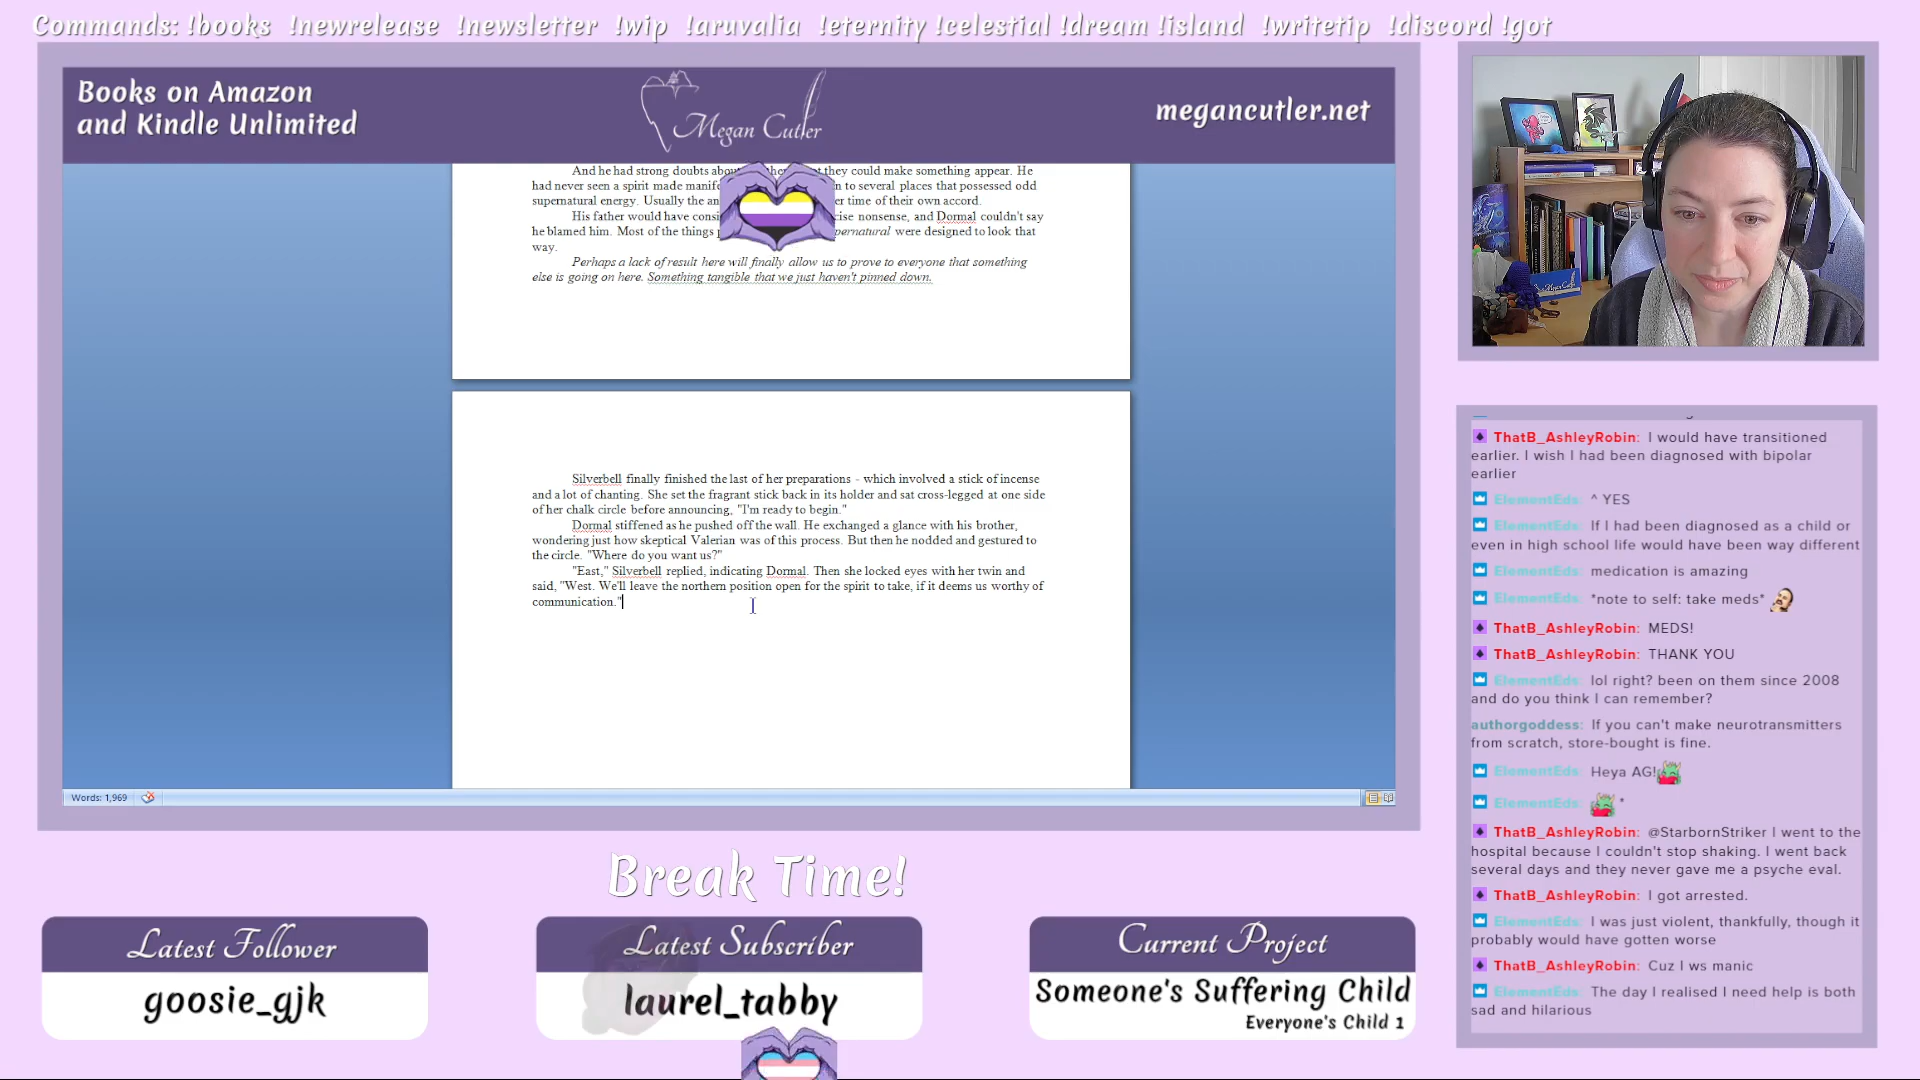 Commands: !books !newrelease !newsletter !wip !aruvalia !eternity !celestial !dream !island !writetip !discord !got
Books on Amazon
and Kindle Unlimited
Megan Cutler
megancutler.net
And he had strong doubts they could make something appear. He
had never seen a spirit made to several places that possessed odd
supernatural energy. Usually the time of their own accord.
His father would have nonsense, and Dormal couldn't say
he blamed him. Most of the things were designed to look that
way.
Perhaps a lack of result here will finally allow us to prove to everyone that something
else is going on here. Something tangible that we just haven't pinned down.
Silverbell finally finished the last of her preparations - which involved a stick of incense
and a lot of chanting. She set the fragrant stick back in its holder and sat cross-legged at one side
of her chalk circle before announcing, "I'm ready to begin."
Dormal stiffened as he pushed off the wall. He exchanged a glance with his brother,
wondering just how skeptical Valerian was of this process. But then he nodded and gestured to
the circle. "Where do you want us?"
"East," Silverbell replied, indicating Dormal. Then she locked eyes with her twin and
said, "West. We'll leave the northern position open for the spirit to take, if it deems us worthy of
communication."
Words: 1,969
ThatB_AshleyRobin: I would have transitioned
earlier. I wish I had been diagnosed with bipolar
earlier
ElementEds: ^ YES
ElementEds: If I had been diagnosed as a child or
even in high school life would have been way different
ElementEds: medication is amazing
ElementEds: *note to self: take meds*
ThatB_AshleyRobin: MEDS!
ThatB_AshleyRobin: THANK YOU
ElementEds: lol right? been on them since 2008
and do you think I can remember?
authorgoddess: If you can't make neurotransmitters
from scratch, store-bought is fine.
ElementEds: Heya AG!
ElementEds: *
ThatB_AshleyRobin: @StarbornStriker I went to the
hospital because I couldn't stop shaking. I went back
several days and they never gave me a psyche eval.
ThatB_AshleyRobin: I got arrested.
ElementEds: I was just violent, thankfully, though it
probably would have gotten worse
ThatB_AshleyRobin: Cuz I ws manic
ElementEds: The day I realised I need help is both
sad and hilarious
Break Time!
Latest Follower
goosie_gjk
Latest Subscriber
laurel_tabby
Current Project
Someone's Suffering Child
Everyone's Child 1